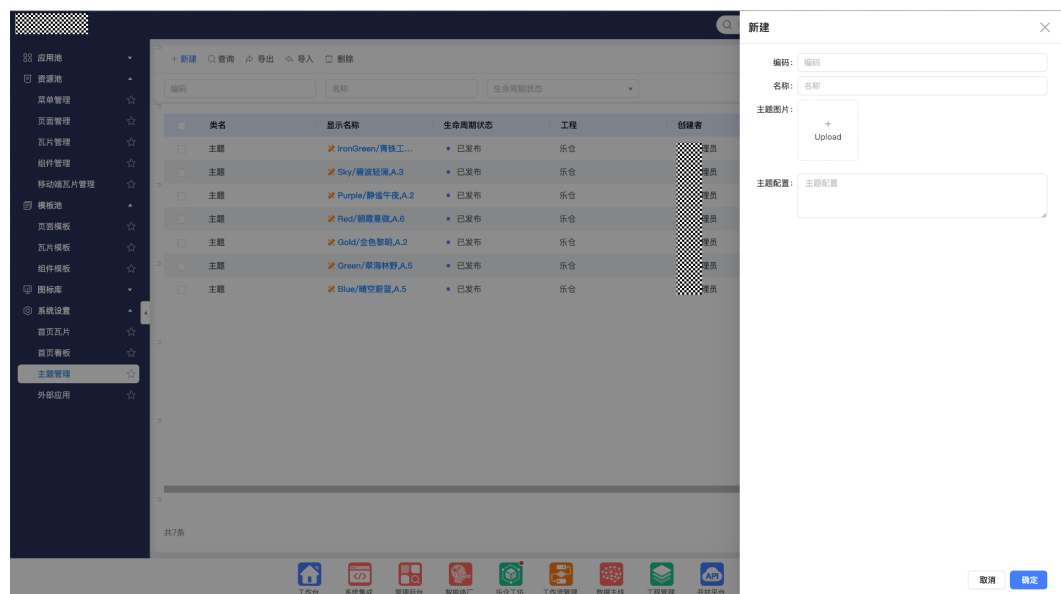 新建
应用池
资源池
菜单管理
页面管理
瓦片管理
组件管理
移动端瓦片管理
模板池
页面模板
瓦片模板
组件模板
图标库
系统设置
首页瓦片
首页看板
主题管理
外部应用
+ 新建 查询 导出 导入 删除
编码 名称 生命周期状态
类名 显示名称 生命周期状态 工程 创建者
主题 IronGreen/青铁工... 已发布 乐仓 理员
主题 Sky/碧波轻澜,A.3 已发布 乐仓 理员
主题 Purple/静谧午夜,A.2 已发布 乐仓 理员
主题 Red/朝霞熹微,A.6 已发布 乐仓 理员
主题 Gold/金色黎明,A.2 已发布 乐仓 理员
主题 Green/翠海林野,A.5 已发布 乐仓 理员
主题 Blue/晴空蔚蓝,A.5 已发布 乐仓 理员
共7条
编码: 编码
名称: 名称
主题图片:
+
Upload
主题配置: 主题配置
取消 确定
API
工作台 系统集成 管理后台 智能体厂 乐仓工坊 工作流管理 数据主线 工程管理 开放平台